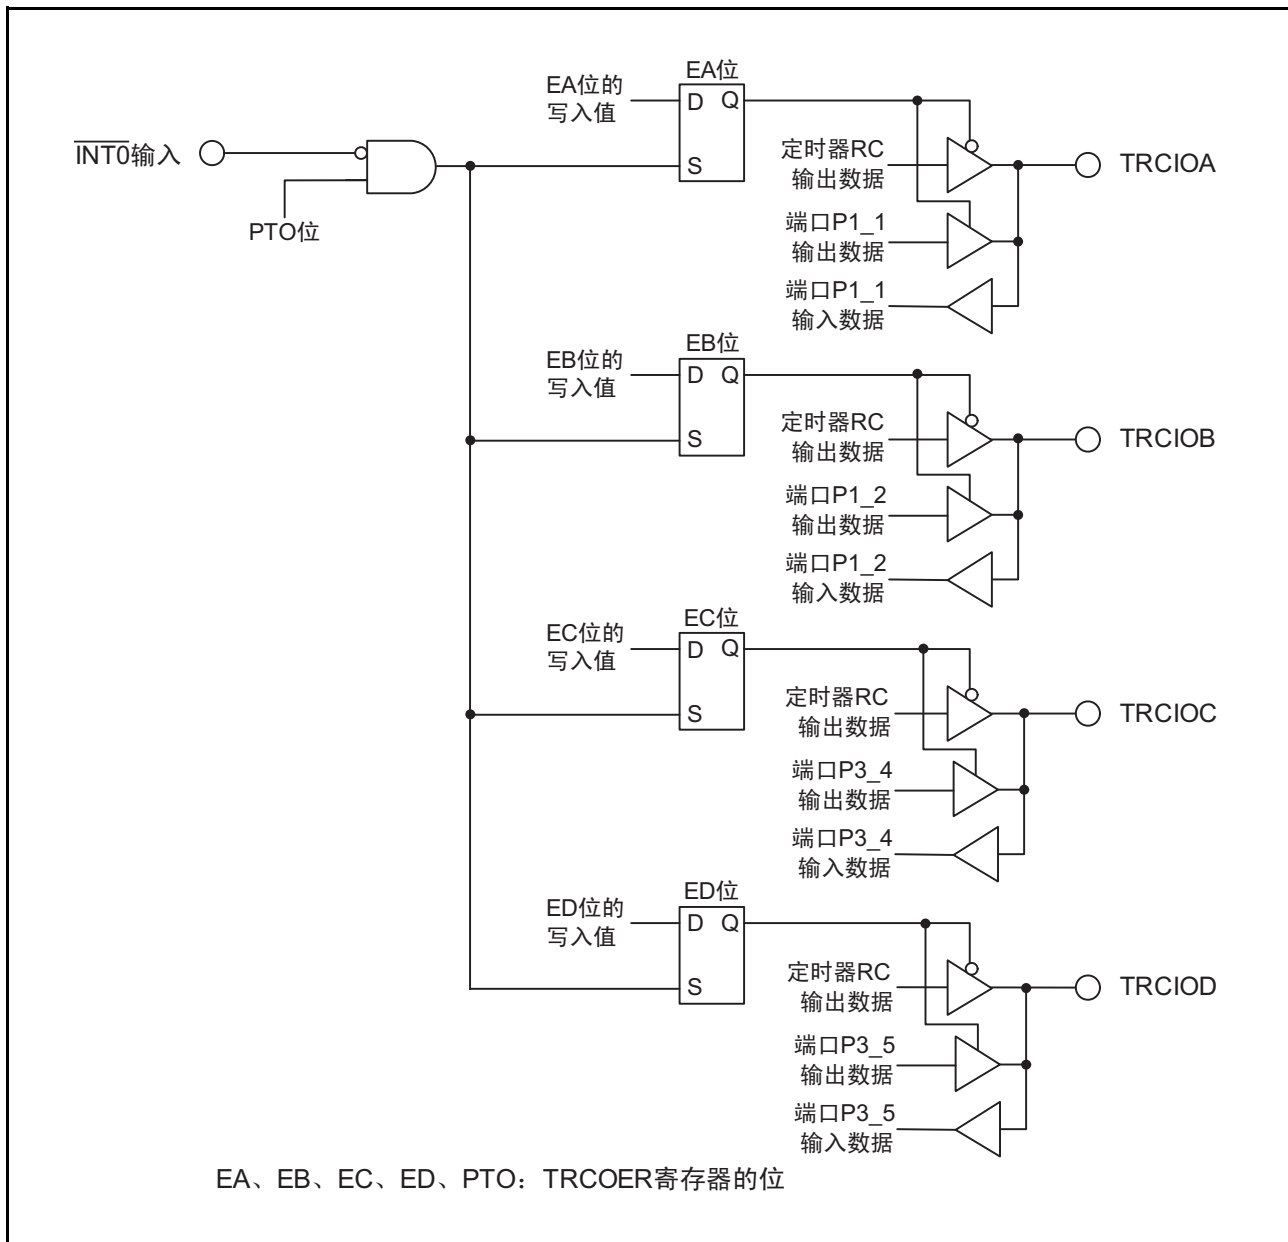 INT0输入
PTO位
EA位的
写入值
EA位
D Q
S
定时器RC
输出数据
端口P1_1
输出数据
端口P1_1
输入数据
TRCIOA
EB位的
写入值
EB位
D Q
S
定时器RC
输出数据
端口P1_2
输出数据
端口P1_2
输入数据
TRCIOB
EC位的
写入值
EC位
D Q
S
定时器RC
输出数据
端口P3_4
输出数据
端口P3_4
输入数据
TRCIOC
ED位的
写入值
ED位
D Q
S
定时器RC
输出数据
端口P3_5
输出数据
端口P3_5
输入数据
TRCIOD
EA、EB、EC、ED、PTO：TRCOER寄存器的位